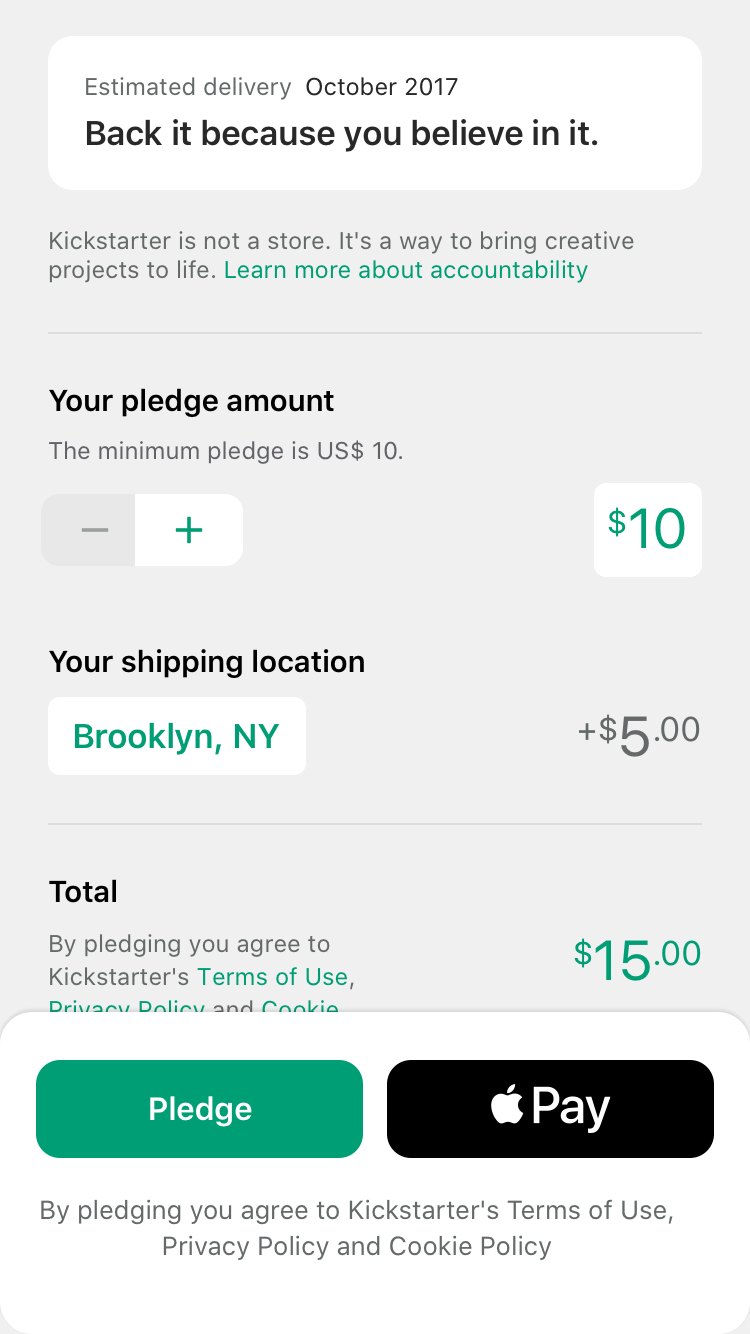 Estimated delivery October 2017
Back it because you believe in it.
Kickstarter is not a store. It's a way to bring creative
projects to life. Learn more about accountability
Your pledge amount
The minimum pledge is US$ 10.
− +
$10
Your shipping location
Brooklyn, NY
+$5.00
Total
By pledging you agree to
Kickstarter's Terms of Use,
Privacy Policy and Cookie
$15.00
Pledge
Pay
By pledging you agree to Kickstarter's Terms of Use,
Privacy Policy and Cookie Policy